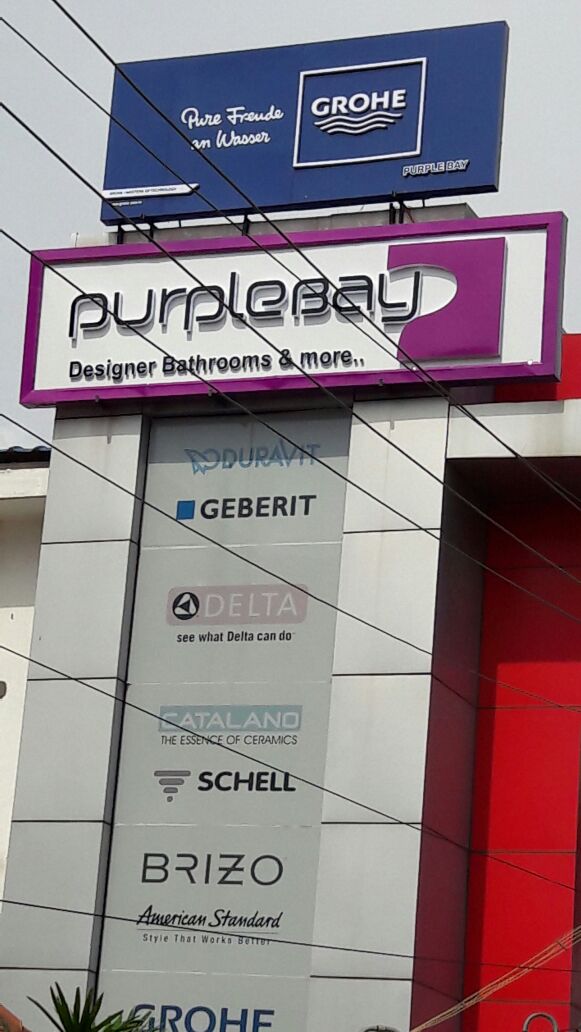 Pure Freude
an Wasser
GROHE
PURPLE BAY
purpleBay
Designer Bathrooms & more..
DURAVIT
GEBERIT
DELTA
see what Delta can do
CATALANO
THE ESSENCE OF CERAMICS
SCHELL
BRIZO
American Standard
Style That Works Better
GROHE